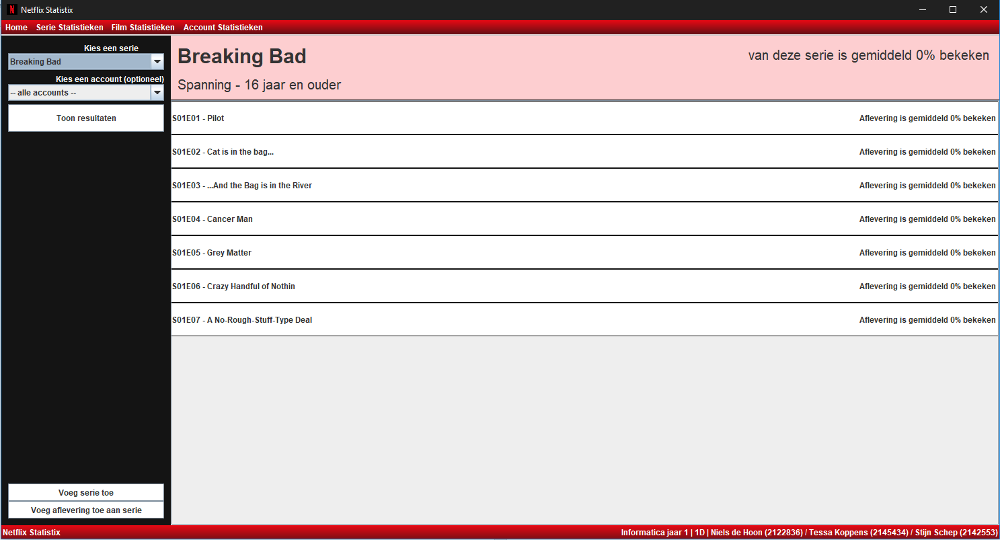 Netflix Statistix
Home Serie Statistieken Film Statistieken Account Statistieken
Kies een serie
Breaking Bad
Kies een account (optioneel)
-- alle accounts --
Toon resultaten
Breaking Bad
van deze serie is gemiddeld 0% bekeken
Spanning - 16 jaar en ouder
S01E01 - Pilot Aflevering is gemiddeld 0% bekeken
S01E02 - Cat is in the bag... Aflevering is gemiddeld 0% bekeken
S01E03 - ...And the Bag is in the River Aflevering is gemiddeld 0% bekeken
S01E04 - Cancer Man Aflevering is gemiddeld 0% bekeken
S01E05 - Grey Matter Aflevering is gemiddeld 0% bekeken
S01E06 - Crazy Handful of Nothin Aflevering is gemiddeld 0% bekeken
S01E07 - A No-Rough-Stuff-Type Deal Aflevering is gemiddeld 0% bekeken
Voeg serie toe
Voeg aflevering toe aan serie
Netflix Statistix
Informatica jaar 1 | 1D | Niels de Hoon (2122836) / Tessa Koppens (2145434) / Stijn Schep (2142553)